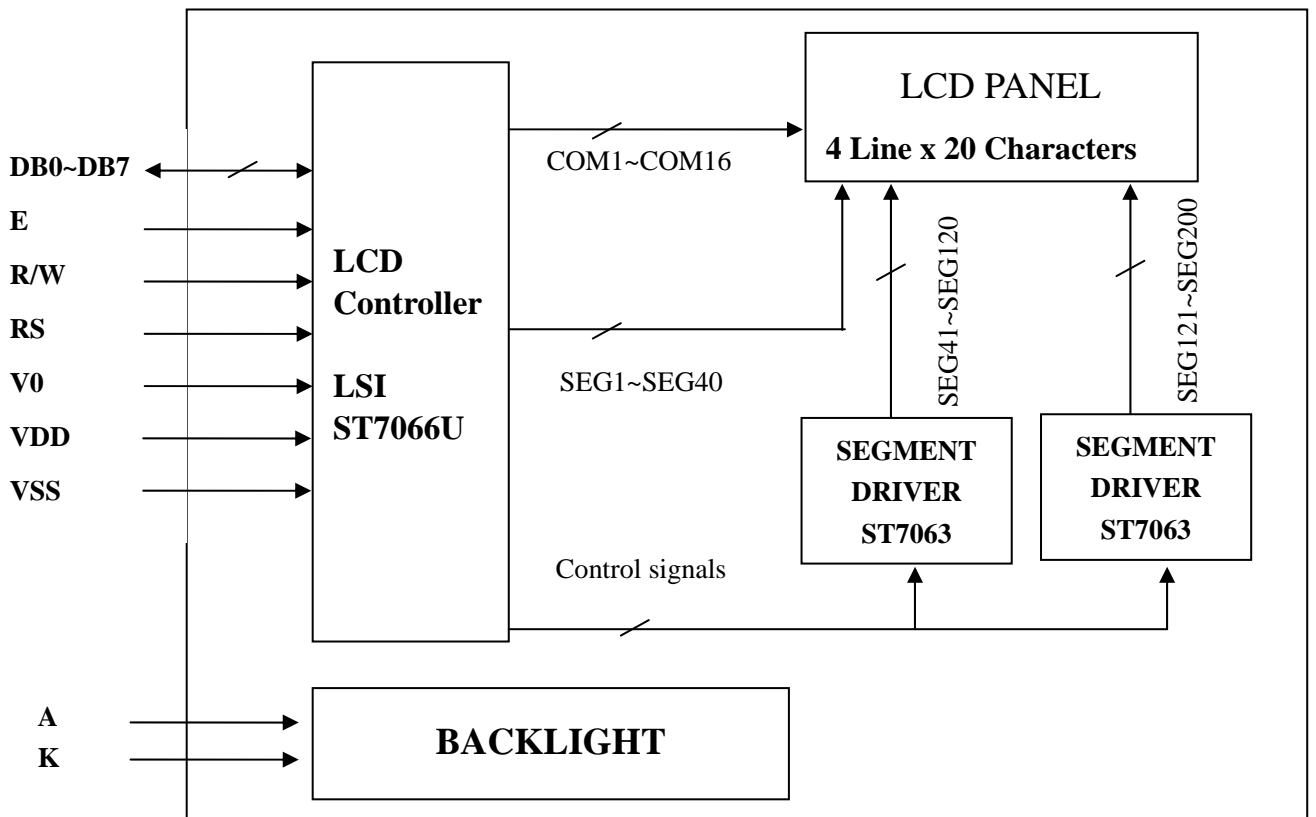 LCD PANEL
4 Line x 20 Characters
COM1~COM16
DB0~DB7
E
R/W
RS
V0
VDD
VSS
LCD
Controller
LSI
ST7066U
SEG1~SEG40
SEG41~SEG120
SEG121~SEG200
SEGMENT
DRIVER
ST7063
SEGMENT
DRIVER
ST7063
Control signals
A
K
BACKLIGHT